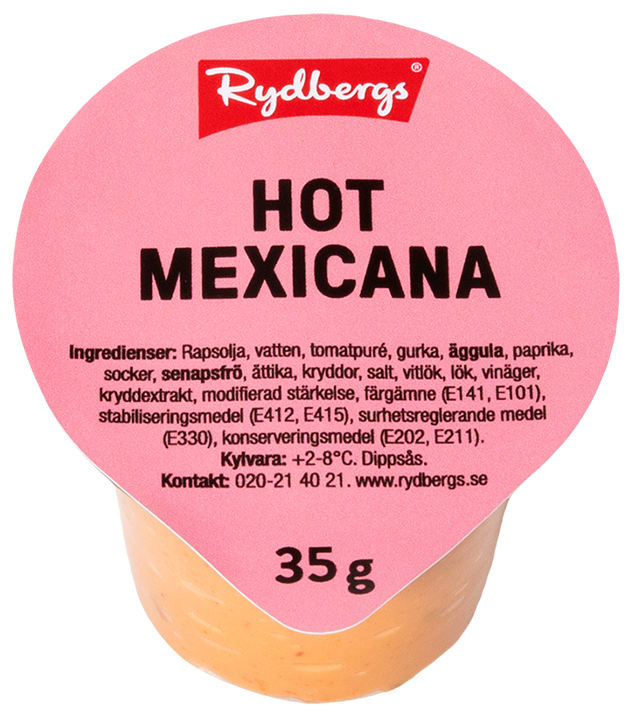 Rydbergs®
HOT
MEXICANA
Ingredienser: Rapsolja, vatten, tomatpuré, gurka, äggula, paprika,
socker, senapsfrö, ättika, kryddor, salt, vitlök, lök, vinäger,
kryddextrakt, modifierad stärkelse, färgämne (E141, E101),
stabiliseringsmedel (E412, E415), surhetsreglerande medel
(E330), konserveringsmedel (E202, E211).
Kylvara: +2-8°C. Dippsås.
Kontakt: 020-21 40 21. www.rydbergs.se
35 g